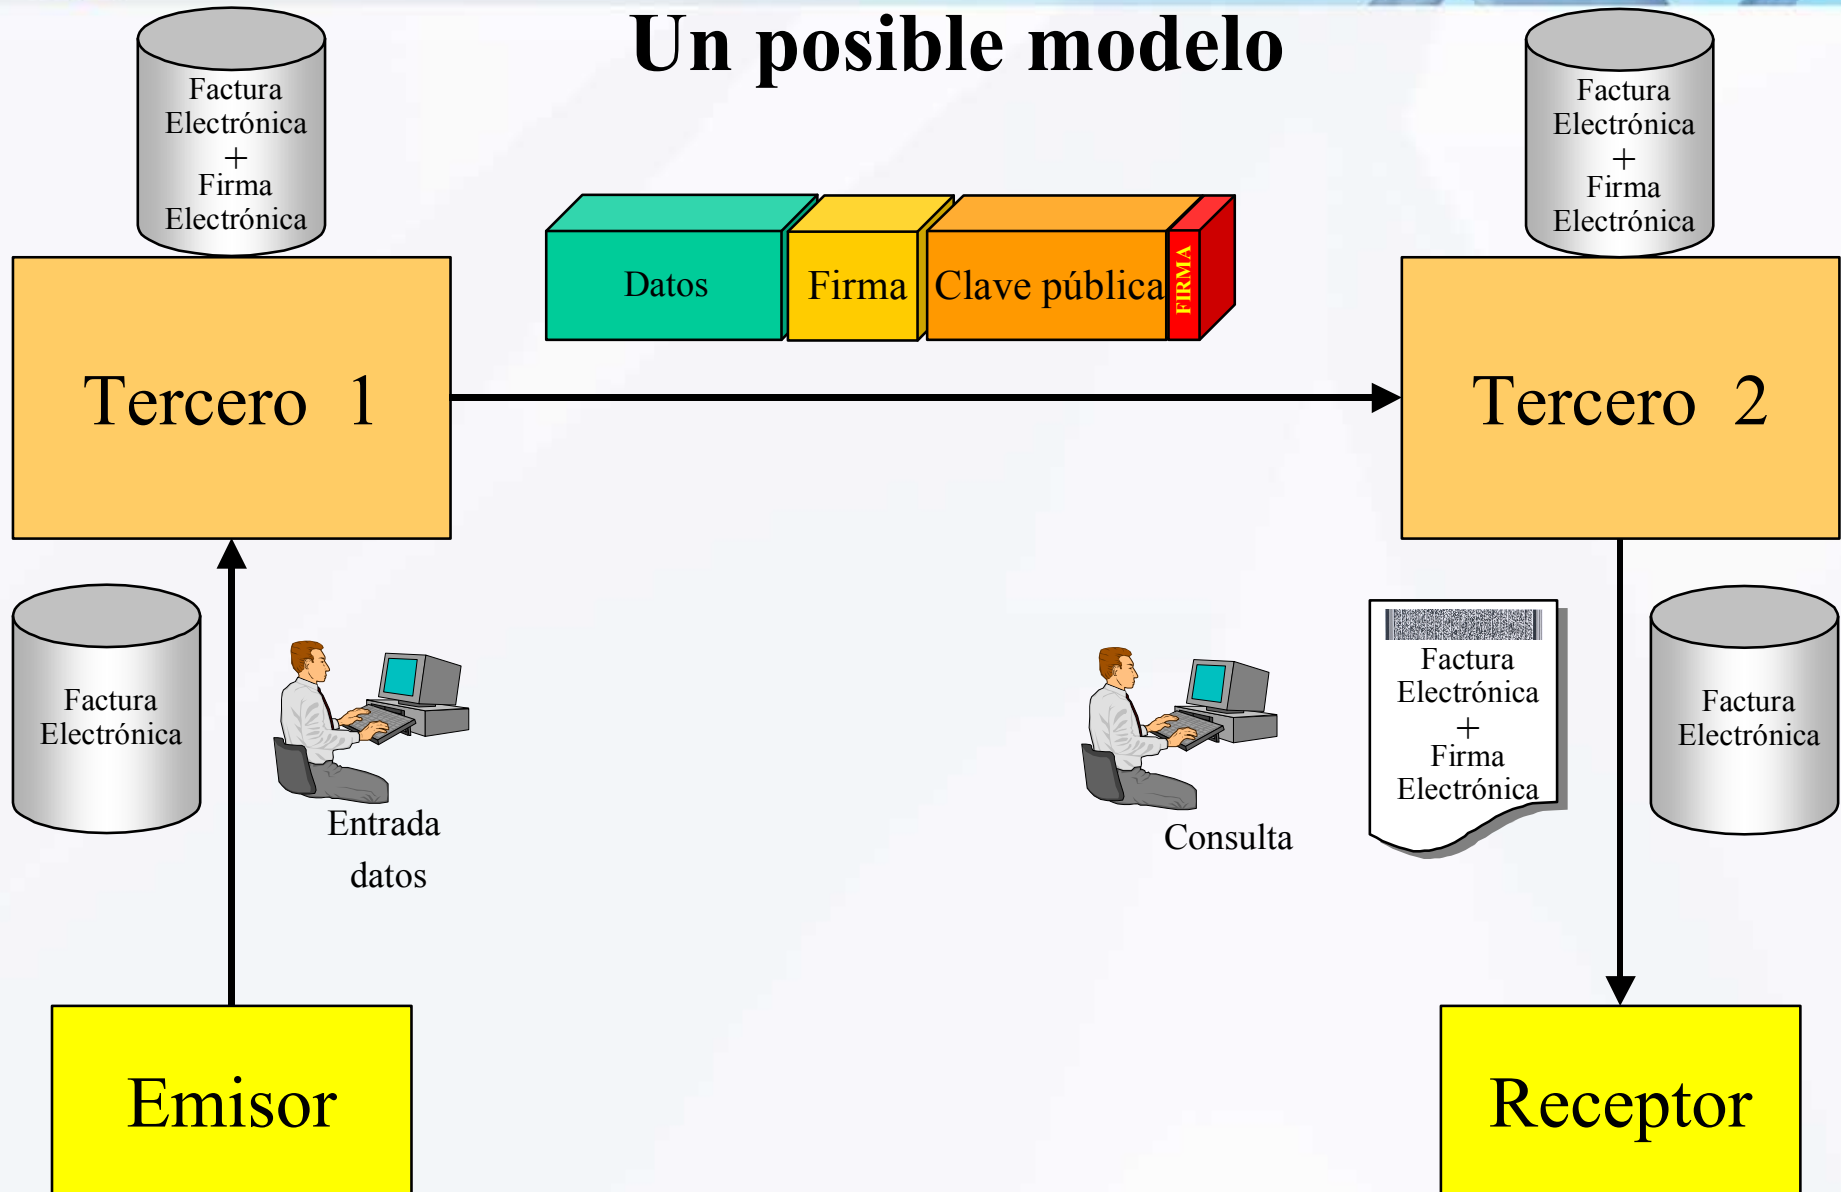 Un posible modelo
Factura
Electrónica
+
Firma
Electrónica
Factura
Electrónica
+
Firma
Electrónica
Datos
Firma
Clave pública
FIRMA
Tercero 1
Tercero 2
Factura
Electrónica
Entrada
datos
Consulta
Factura
Electrónica
+
Firma
Electrónica
Factura
Electrónica
Emisor
Receptor